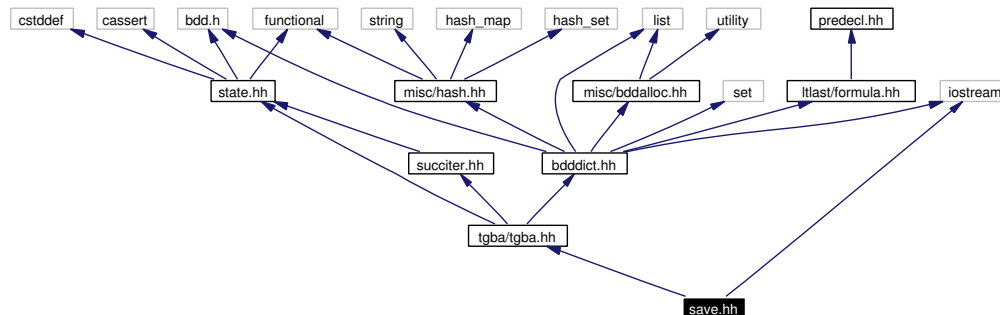 cstddef
cassert
bdd.h
functional
string
hash_map
hash_set
list
utility
predecl.hh
state.hh
misc/hash.hh
misc/bddalloc.hh
set
ltlast/formula.hh
iostream
succiter.hh
bdddict.hh
tgba/tgba.hh
save.hh